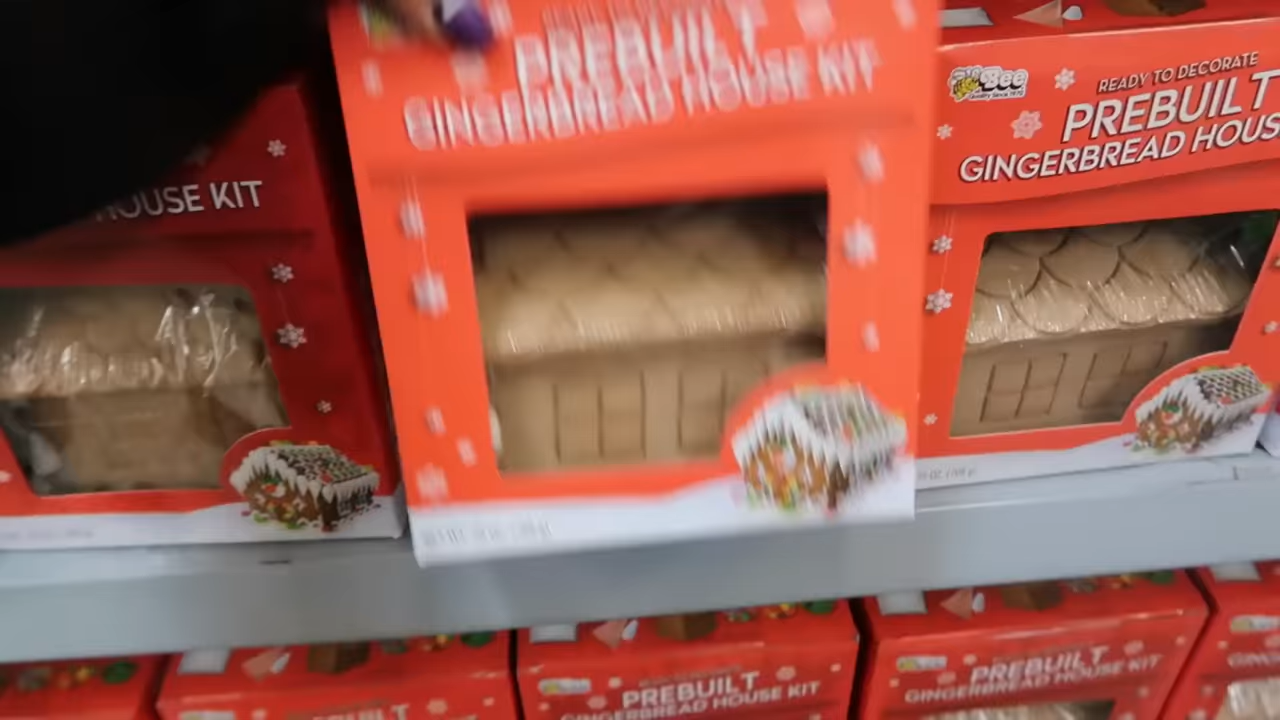 HOUSE KIT
PREBUILT
GINGERBREAD HOUSE KIT
Bee
READY TO DECORATE
PREBUILT
GINGERBREAD HOUS
PREBUILT
PREBUILT
GINGERBREAD HOUSE KIT
PREBUILT
GINGERBREAD HOUSE KIT